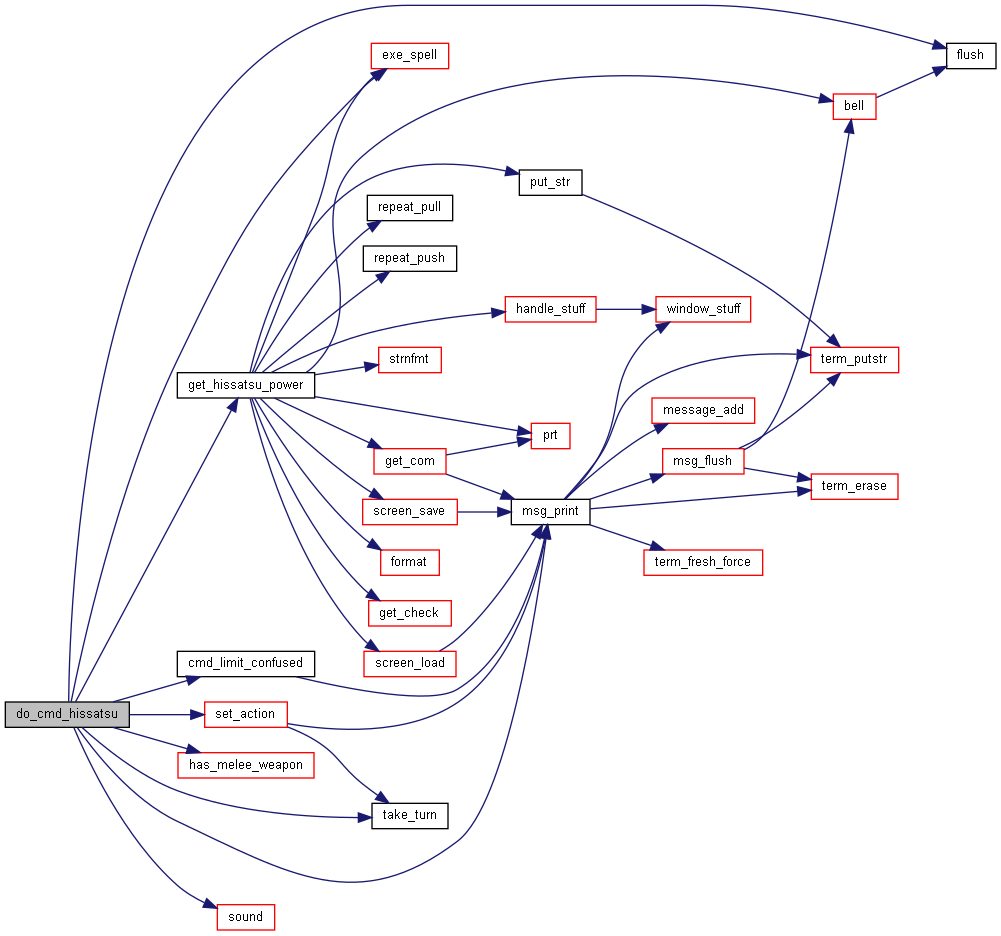 flush
exe_spell
bell
put_str
repeat_pull
repeat_push
handle_stuff
window_stuff
strnfmt
term_putstr
get_hissatsu_power
message_add
prt
get_com
msg_flush
term_erase
screen_save
msg_print
format
term_fresh_force
get_check
cmd_limit_confused
screen_load
do_cmd_hissatsu
set_action
has_melee_weapon
take_turn
sound